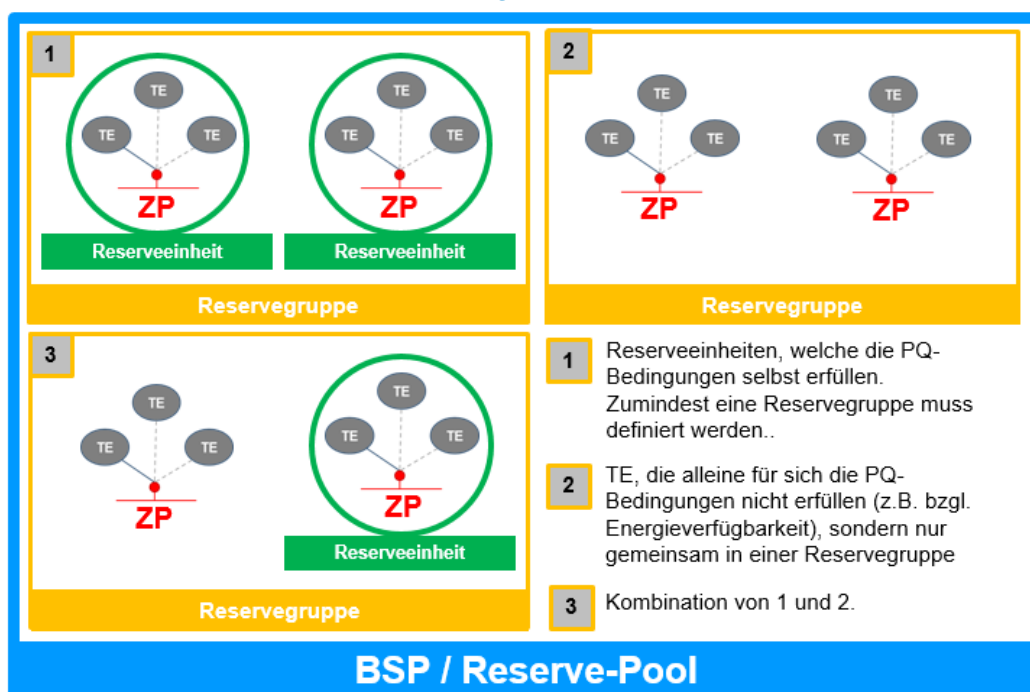 1
TE
TE
TE
ZP
Reserveeinheit
TE
TE
TE
ZP
Reserveeinheit
Reservegruppe
2
TE
TE
TE
ZP
TE
TE
TE
ZP
Reservegruppe
3
TE
TE
TE
ZP
TE
TE
TE
ZP
Reserveeinheit
Reservegruppe
1
Reserveeinheiten, welche die PQ-
Bedingungen selbst erfüllen.
Zumindest eine Reservegruppe muss
definiert werden..
2
TE, die alleine für sich die PQ-
Bedingungen nicht erfüllen (z.B. bzgl.
Energieverfügbarkeit), sondern nur
gemeinsam in einer Reservegruppe
3
Kombination von 1 und 2.
BSP / Reserve-Pool